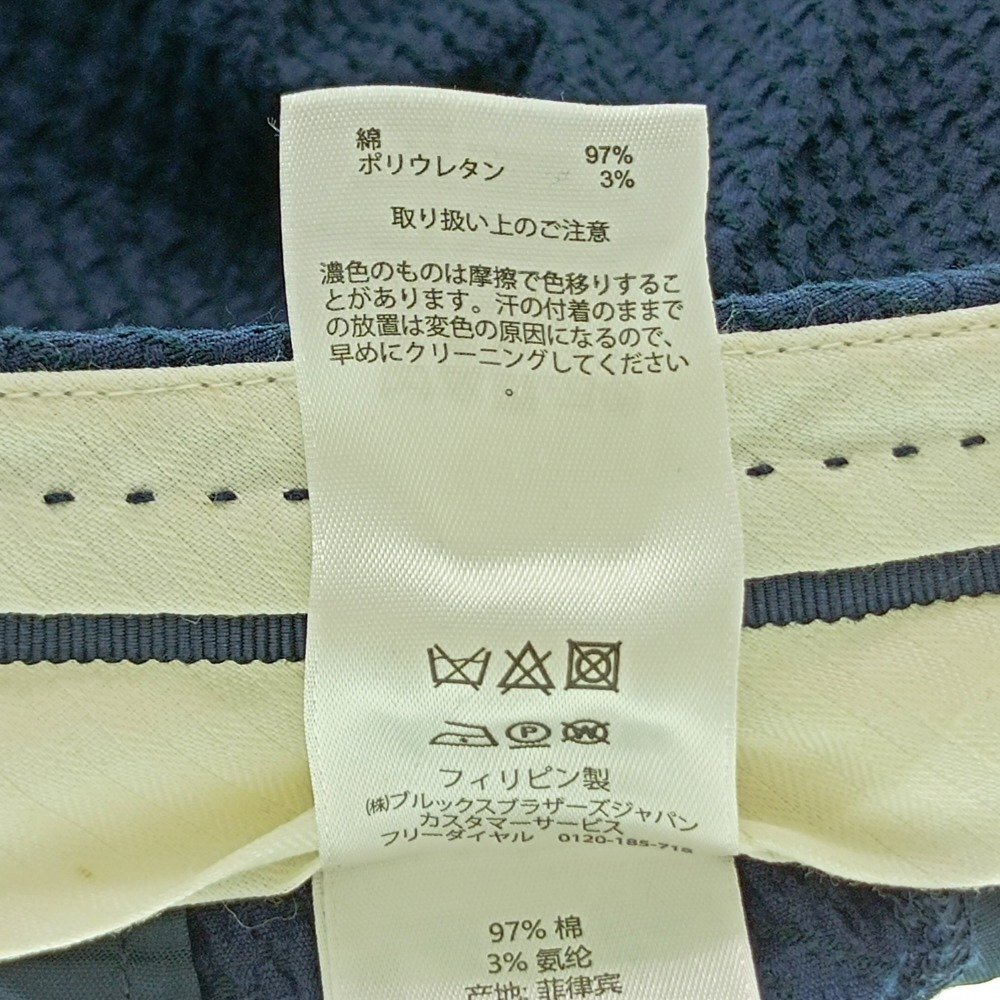 綿 97%
ポリウレタン 3%
取り扱い上のご注意
濃色のものは摩擦で色移りするこ
とがあります。汗の付着のままで
の放置は変色の原因になるので、
早めにクリーニングしてください
。
P W
フィリピン製
㈱ブルックスブラザーズジャパン
カスタマーサービス
フリーダイヤル 0120-185-718
97% 棉
3% 氨纶
产地: 菲律宾